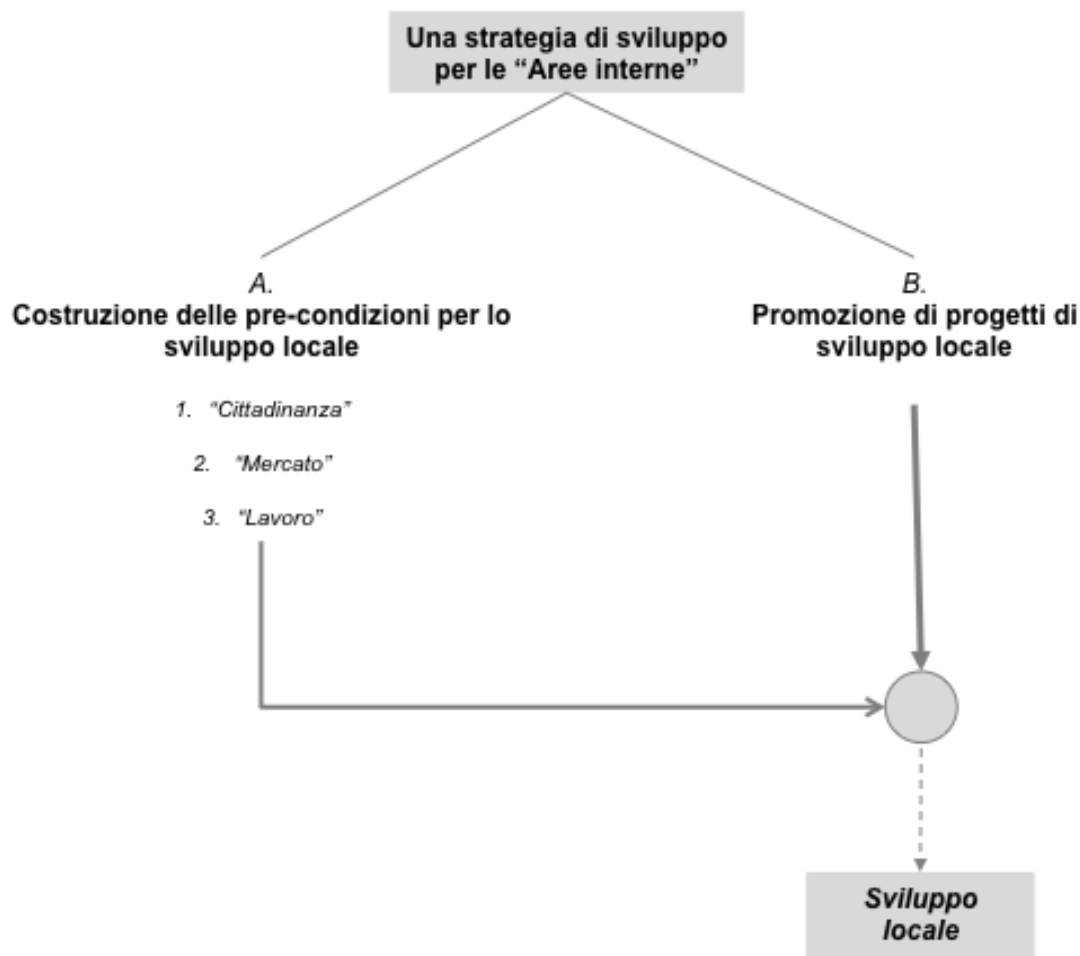 Una strategia di sviluppo
per le “Aree interne”
A.
Costruzione delle pre-condizioni per lo
sviluppo locale
1. “Cittadinanza”
2. “Mercato”
3. “Lavoro”
B.
Promozione di progetti di
sviluppo locale
Sviluppo
locale